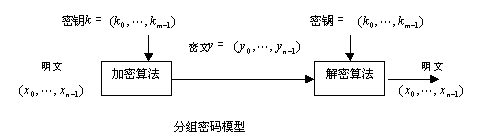 密钥k = (k₀,⋯,kₘ₋₁)
密钥 = (k₀,⋯,kₘ₋₁)
密文y = (y₀,⋯,yₙ₋₁)
明文
加密算法
解密算法
明文
(x₀,⋯,xₙ₋₁)
(x₀,⋯,xₙ₋₁)
分组密码模型